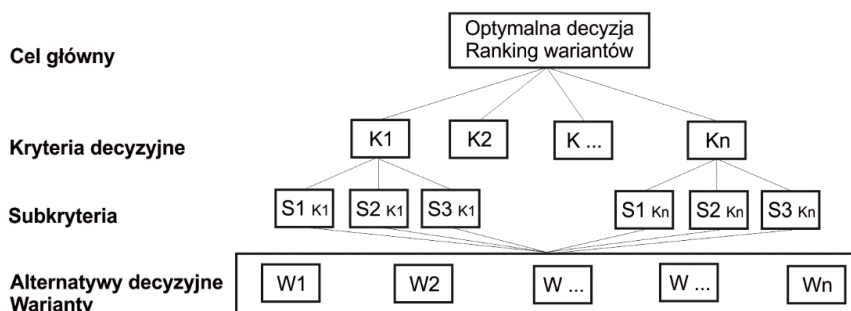 Optymalna decyzja
Ranking wariantów
Cel główny
Kryteria decyzyjne
K1
K2
K ...
Kn
Subkryteria
S1 K1
S2 K1
S3 K1
S1 Kn
S2 Kn
S3 Kn
Alternatywy decyzyjne
Warianty
W1
W2
W ...
W ...
Wn